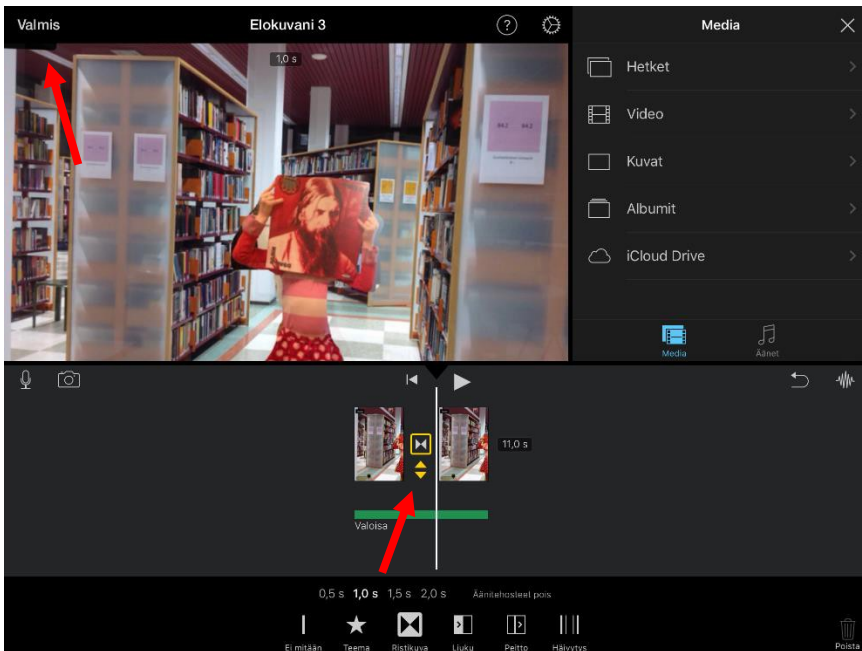 Valmis
Elokuvani 3
?
Media
1,0 s
Hetket
Video
Kuvat
Albumit
iCloud Drive
Media
Äänet
11,0 s
Valoisa
0,5 s 1,0 s 1,5 s 2,0 s Äänitehosteet pois
Ei mitään Teema Ristikuva Liuku Peitto Häivytys
Poista